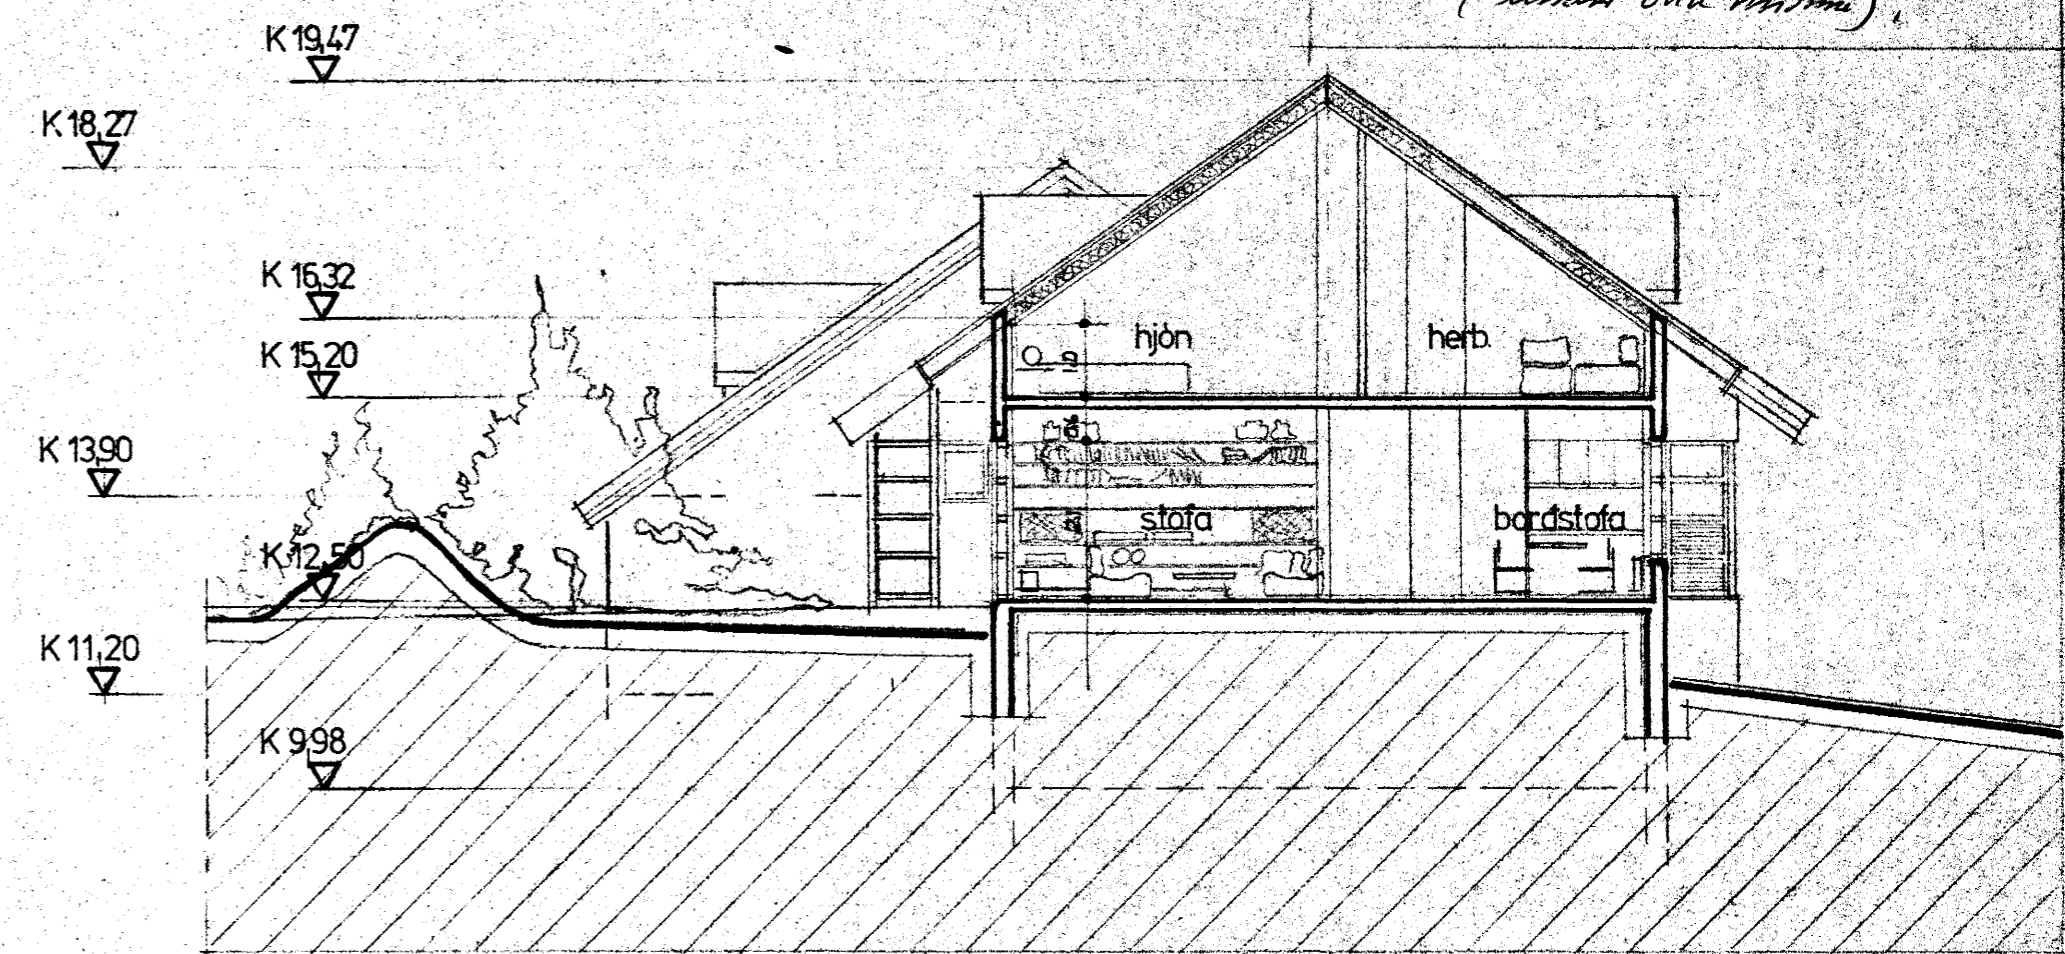 K 19,47
K 18,27
K 16,32
K 15,20
hjón
herb.
K 13,90
stofa
borðstofa
K 12,50
K 11,20
K 9,98